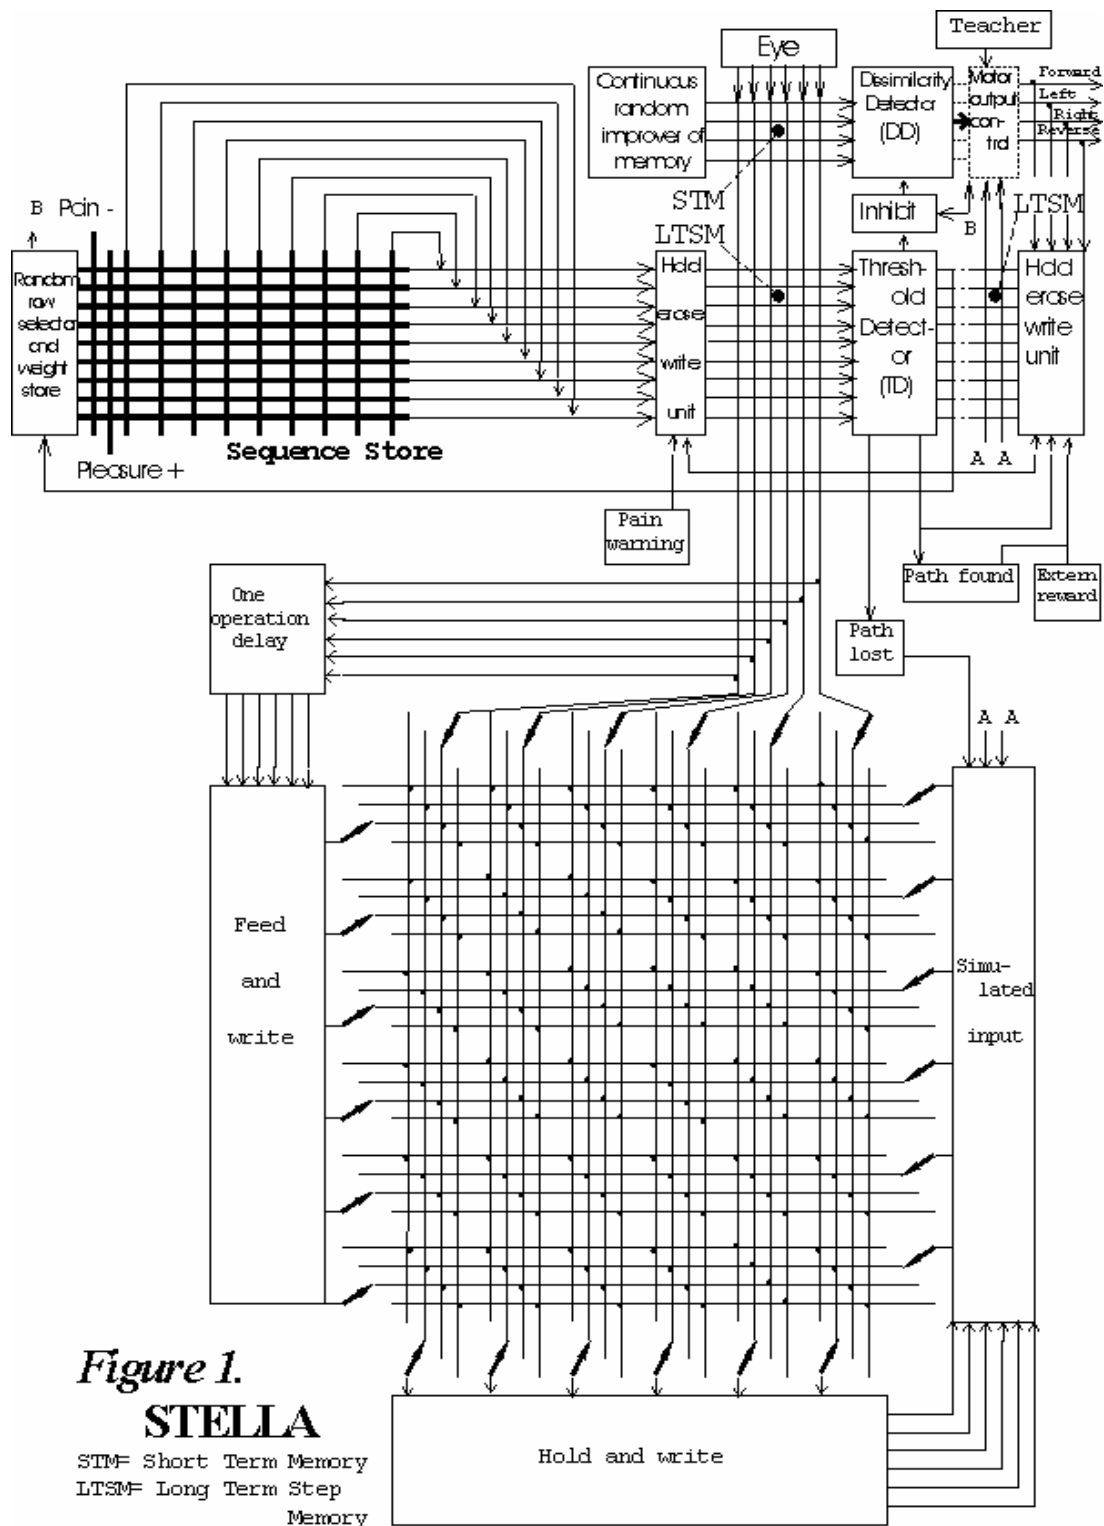 Teacher
Eye
Continuous
random
improver of
memory
Dissimilarity
Detector
(DD)
Motor
output
con-
trol
Forward
Left
Right
Reverse
STM
LTSM
Inhibit
B
LTSM
B
Pain -
Random
row
selector
and
weight
store
Hold
erase
write
unit
Thresh-
old
Detect-
or
(TD)
Hold
erase
write
unit
Sequence Store
Pleasure +
A A
Pain
warning
Path found
Extern
reward
One
operation
delay
Path
lost
A A
Feed
and
write
Simu-
lated
input
Hold and write
Figure 1.
STELLA
STM= Short Term Memory
LTSM= Long Term Step
Memory